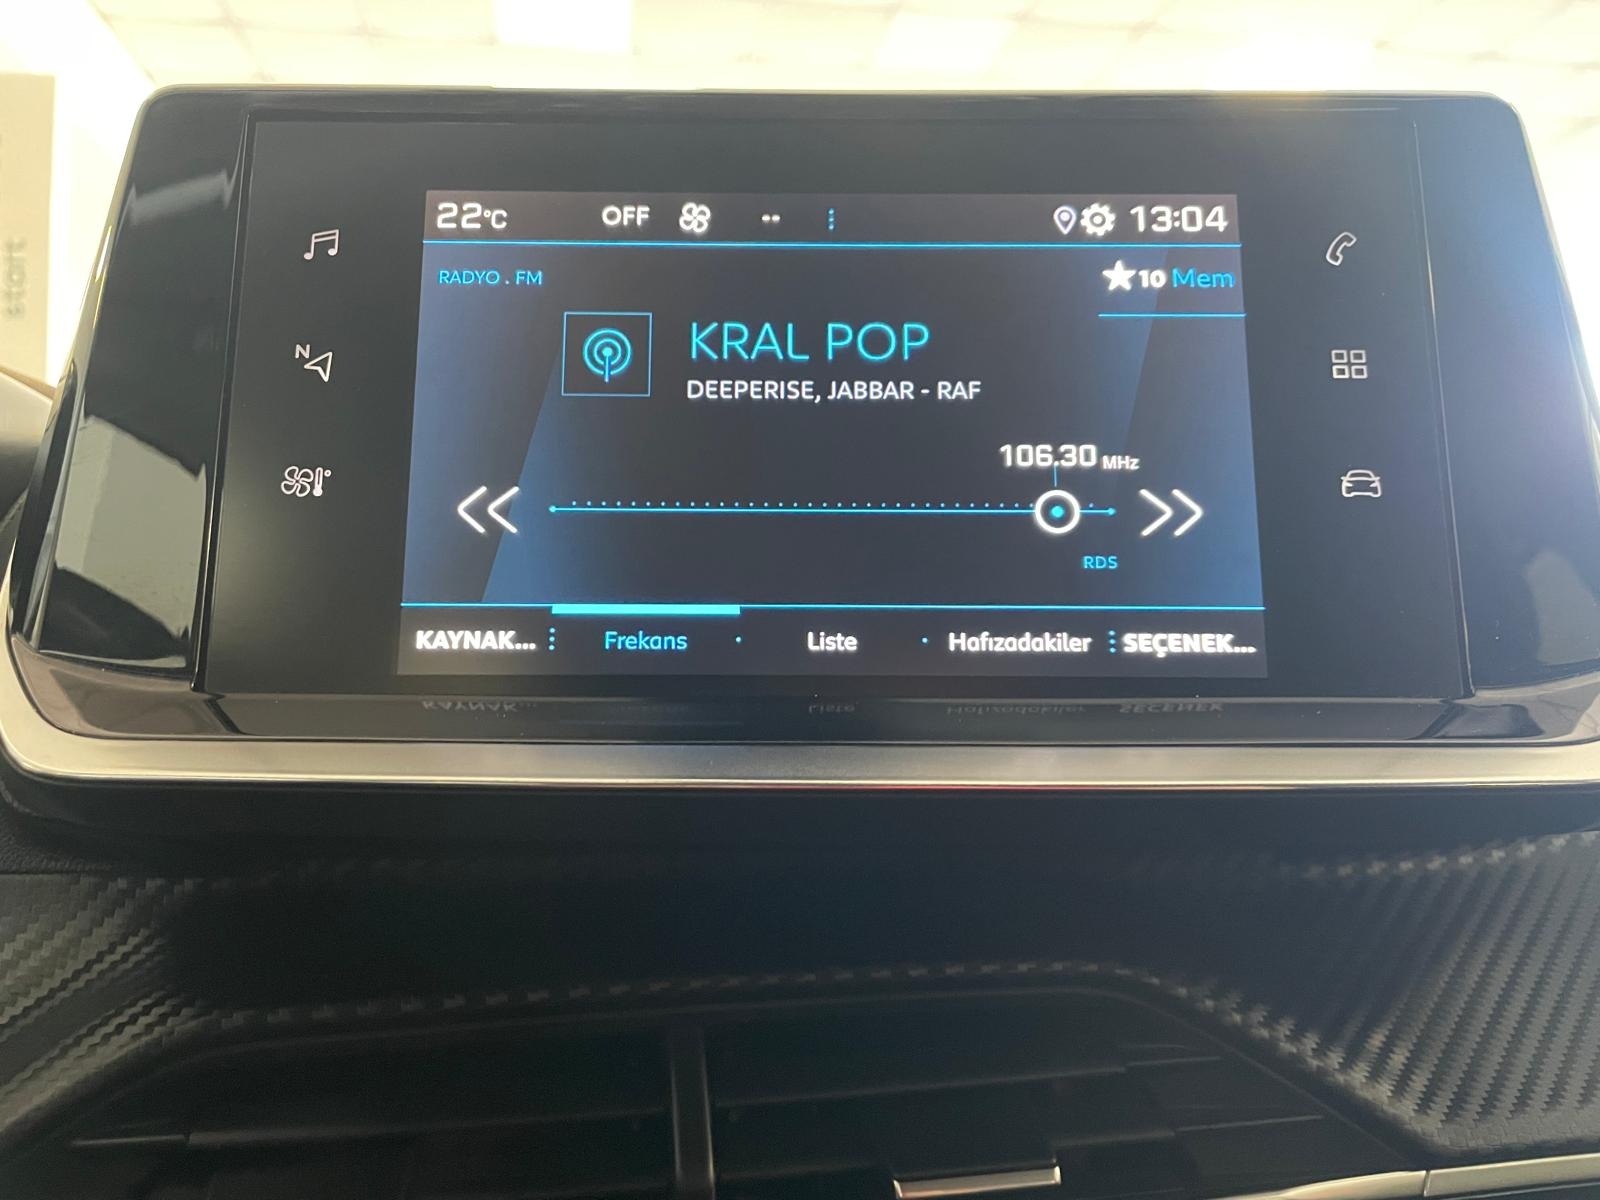 22°C OFF -- 13:04
RADYO . FM
10 Mem
KRAL POP
DEEPERISE, JABBAR - RAF
106.30 MHz
RDS
KAYNAK... Frekans Liste Hafızadakiler SEÇENEK...
N
start